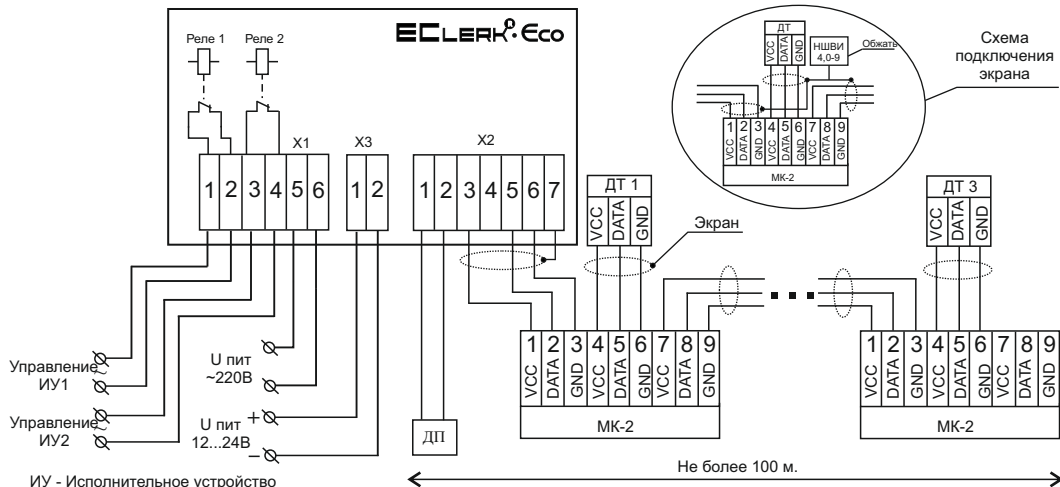 ECLERK Eco
Реле 1 Реле 2
X1 X3 X2
1 2 3 4 5 6
1 2
1 2 3 4 5 6 7
ДТ
VCC DATA GND
НШВИ
4,0-9
Обжать
1 2 3 4 5 6 7 8 9
VCC DATA GND VCC DATA GND VCC DATA GND
МК-2
Схема
подключения
экрана
ДТ 1
VCC DATA GND
Экран
ДТ 3
VCC DATA GND
1 2 3 4 5 6 7 8 9
VCC DATA GND VCC DATA GND VCC DATA GND
МК-2
1 2 3 4 5 6 7 8 9
VCC DATA GND VCC DATA GND VCC DATA GND
МК-2
Управление
ИУ1
~
Управление
ИУ2
~
U пит
~220В
+ U пит
12...24В
–
ДП
Не более 100 м.
ИУ - Исполнительное устройство